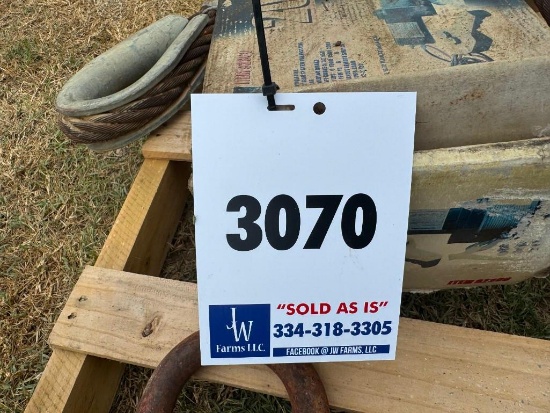 3070
"SOLD AS IS"
JW
Farms LLC.
334-318-3305
FACEBOOK @ JW FARMS, LLC